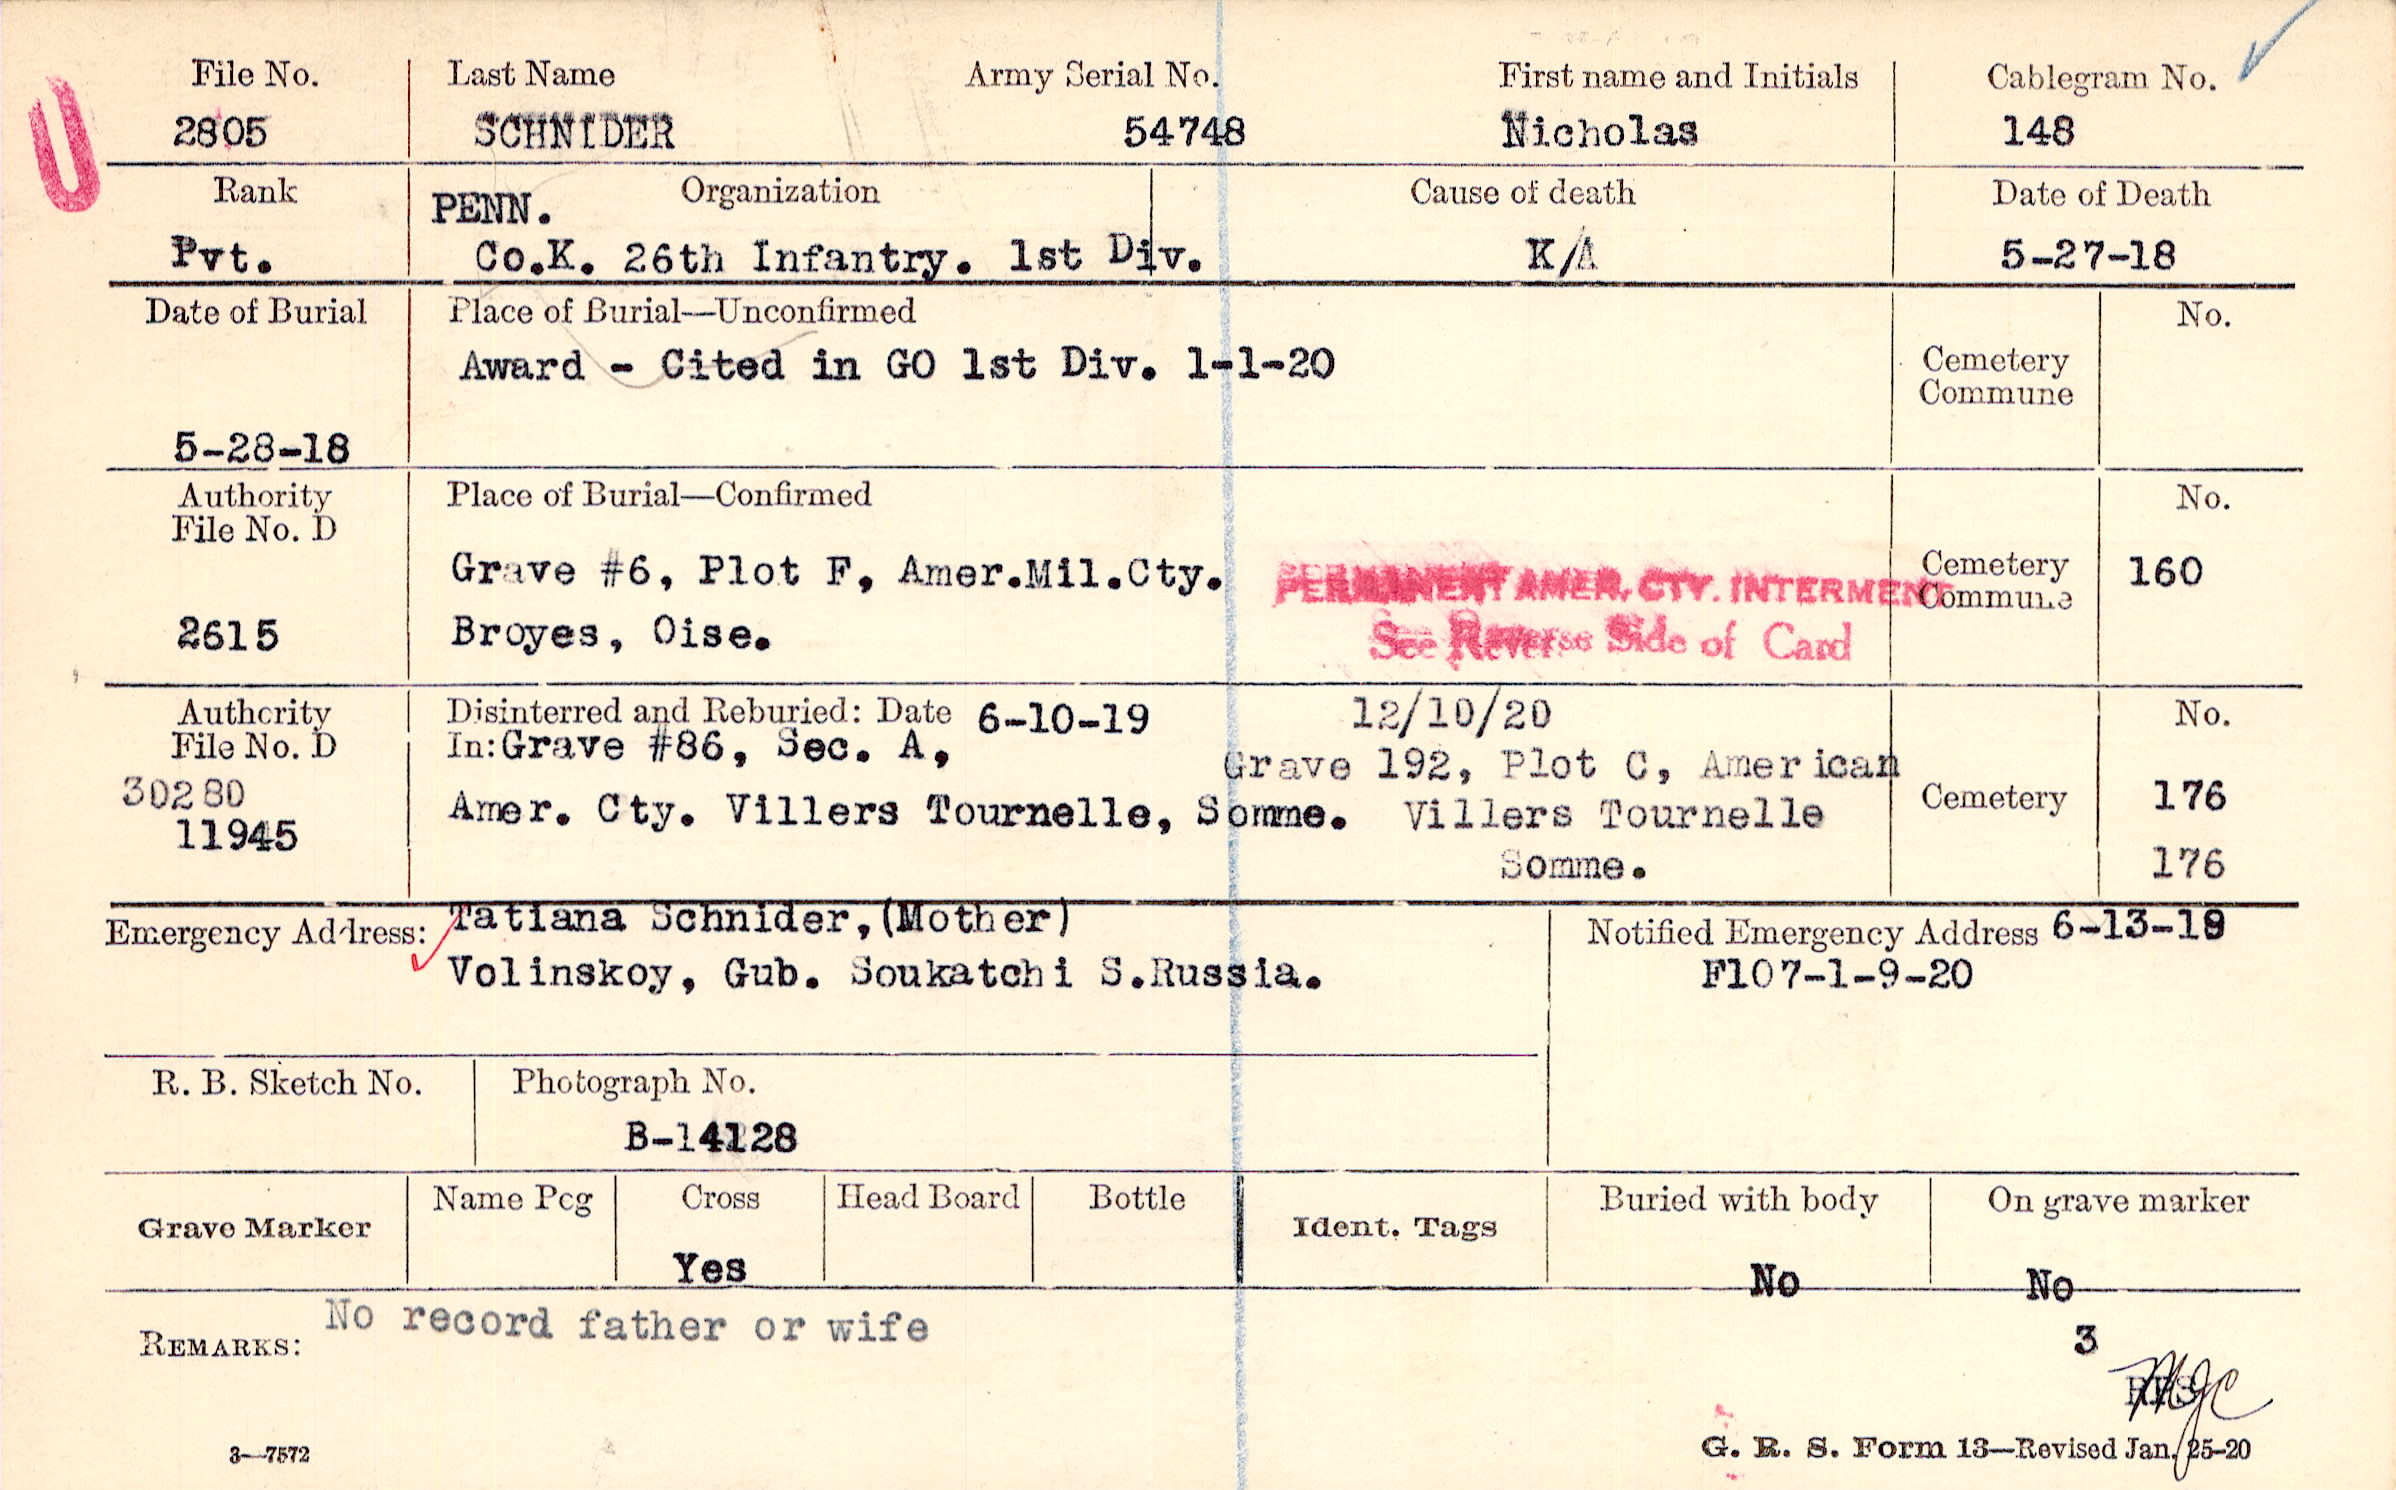 U
File No.
2805
Last Name
SCHNIDER
Army Serial No.
54748
First name and Initials
Nicholas
Cablegram No.
148
Rank
Pvt.
PENN. Organization
Co.K. 26th Infantry. 1st Div.
Cause of death
K/A
Date of Death
5-27-18
Date of Burial
5-28-18
Place of Burial—Unconfirmed
Award - Cited in GO 1st Div. 1-1-20
Cemetery
Commune
No.
Authority
File No. D
2615
Place of Burial—Confirmed
Grave #6, Plot F, Amer.Mil.Cty.
Broyes, Oise.
PERMANENT AMER. CTY. INTERMENT
See Reverse Side of Card
Cemetery
Commune
No.
160
Authority
File No. D
30280
11945
Disinterred and Reburied: Date 6-10-19
In: Grave #86, Sec. A,
Amer. Cty. Villers Tournelle, Somme.
12/10/20
Grave 192, Plot C, American
Villers Tournelle
Somme.
Cemetery
No.
176
176
Emergency Address: Tatiana Schnider,(Mother)
Volinskoy, Gub. Soukatchi S.Russia.
Notified Emergency Address 6-13-19
F107-1-9-20
R. B. Sketch No.
Photograph No.
B-14128
Grave Marker
Name Peg
Cross
Yes
Head Board
Bottle
Ident. Tags
Buried with body
No
On grave marker
No
REMARKS: No record father or wife
3
MJC
3—7572
G. R. S. Form 13—Revised Jan. 25-20